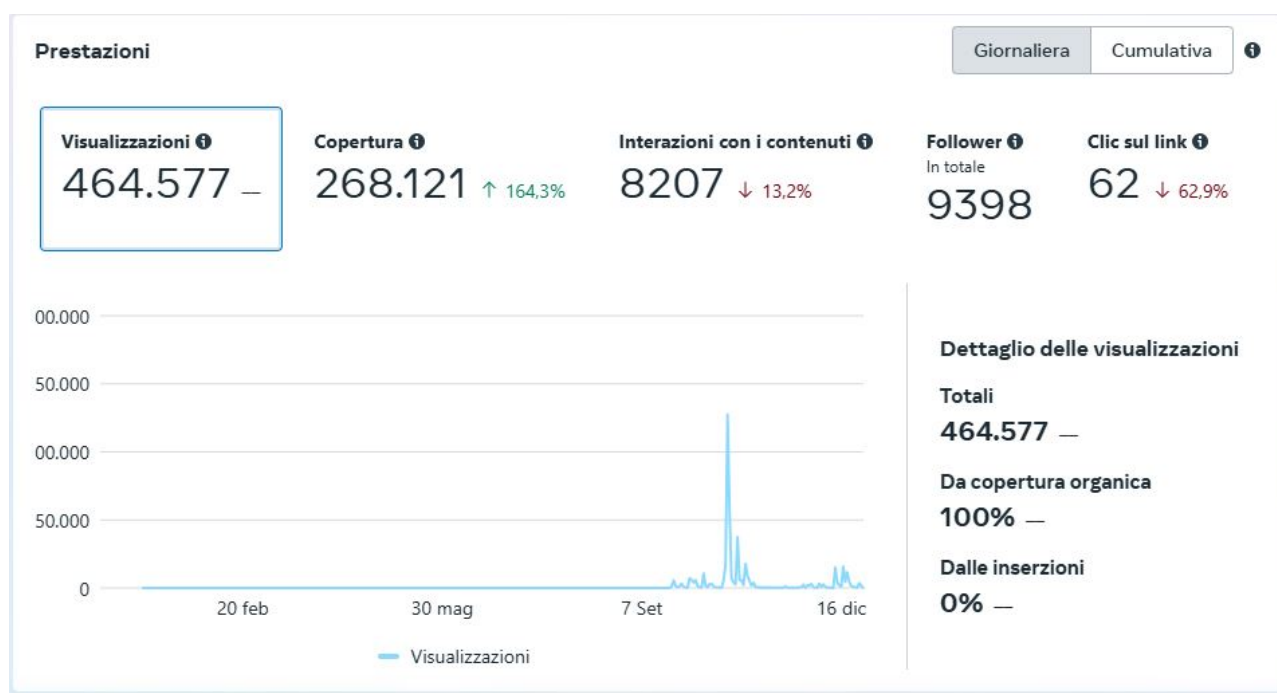 Prestazioni
Giornaliera
Cumulativa
Visualizzazioni
464.577 —
Copertura
268.121 ↑ 164,3%
Interazioni con i contenuti
8207 ↓ 13,2%
Follower
In totale
9398
Clic sul link
62 ↓ 62,9%
00.000
50.000
00.000
50.000
0
20 feb
30 mag
7 Set
16 dic
Visualizzazioni
Dettaglio delle visualizzazioni
Totali
464.577 —
Da copertura organica
100% —
Dalle inserzioni
0% —